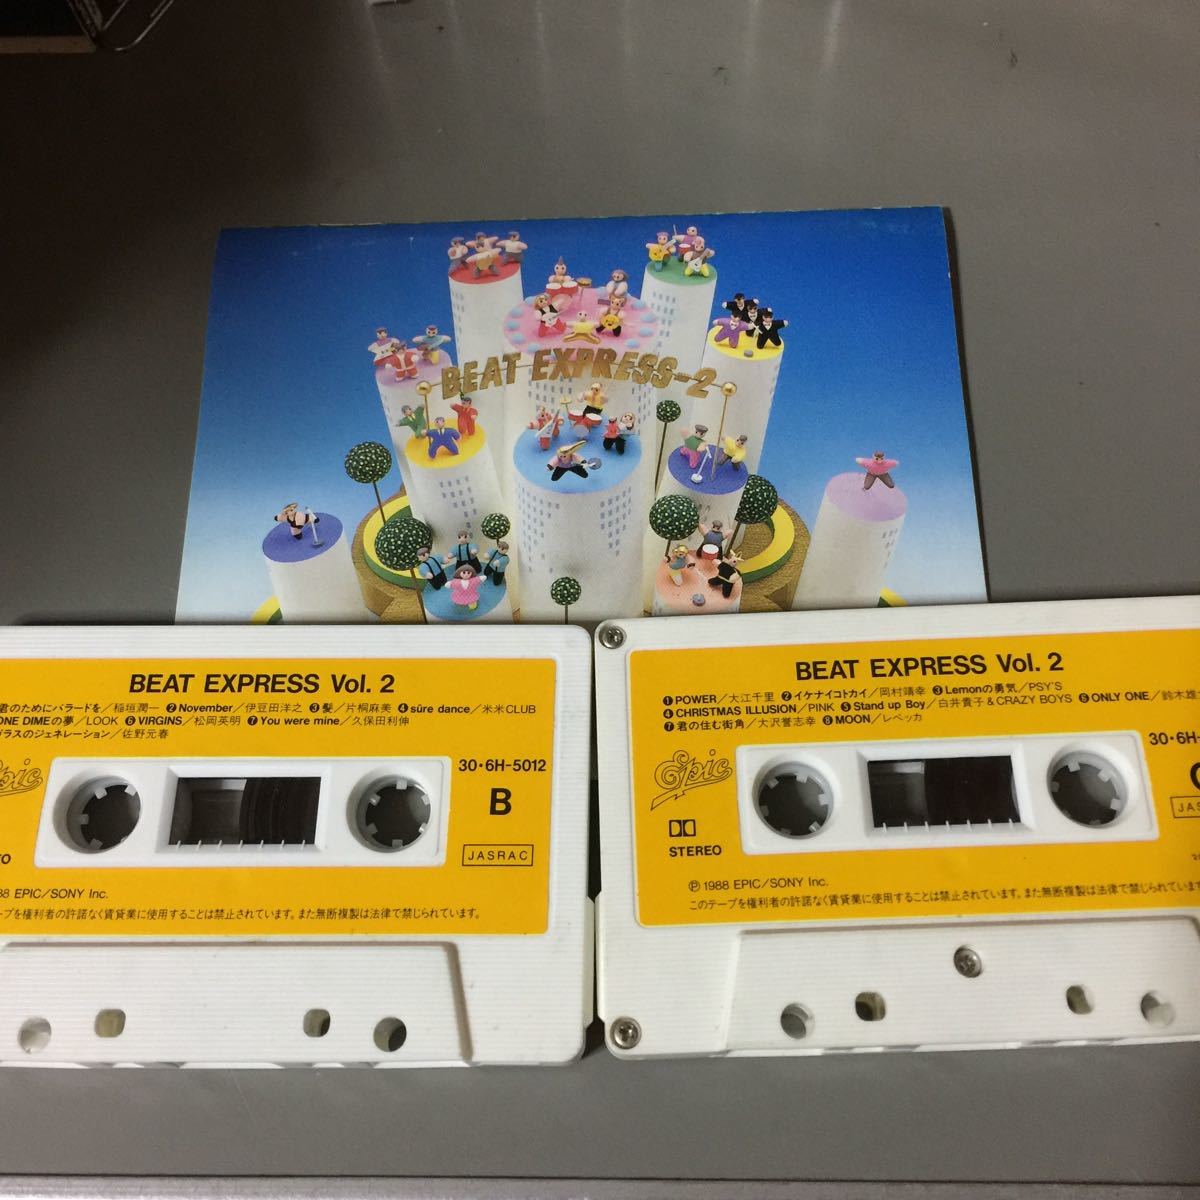 BEAT EXPRESS-2
BEAT EXPRESS Vol. 2
君のためにバラードを／稲垣潤一 ❷November／伊豆田洋之 ❸髪／片桐麻美 ❹sûre dance／米米CLUB
ONE DIMEの夢／LOOK ❻VIRGINS／松岡英明 ❼You were mine／久保田利伸
ガラスのジェネレーション／佐野元春
Epic
30・6H-5012
B
JASRAC
88 EPIC/SONY Inc.
ープを権利者の許諾なく賃貸業に使用することは禁止されています。また無断複製は法律で禁じられています。
BEAT EXPRESS Vol. 2
❶POWER／大江千里 ❷イケナイコトカイ／岡村靖幸 ❸Lemonの勇気／PSY'S
❹CHRISTMAS ILLUSION／PINK ❺Stand up Boy／白井貴子&CRAZY BOYS ❻ONLY ONE／鈴木雄
❼君の住む街角／大沢誉志幸 ❽MOON／レベッカ
Epic
30・6H-
JAS
STEREO
Ⓟ1988 EPIC/SONY Inc.
このテープを権利者の許諾なく賃貸業に使用することは禁止されています。また無断複製は法律で禁じられてい